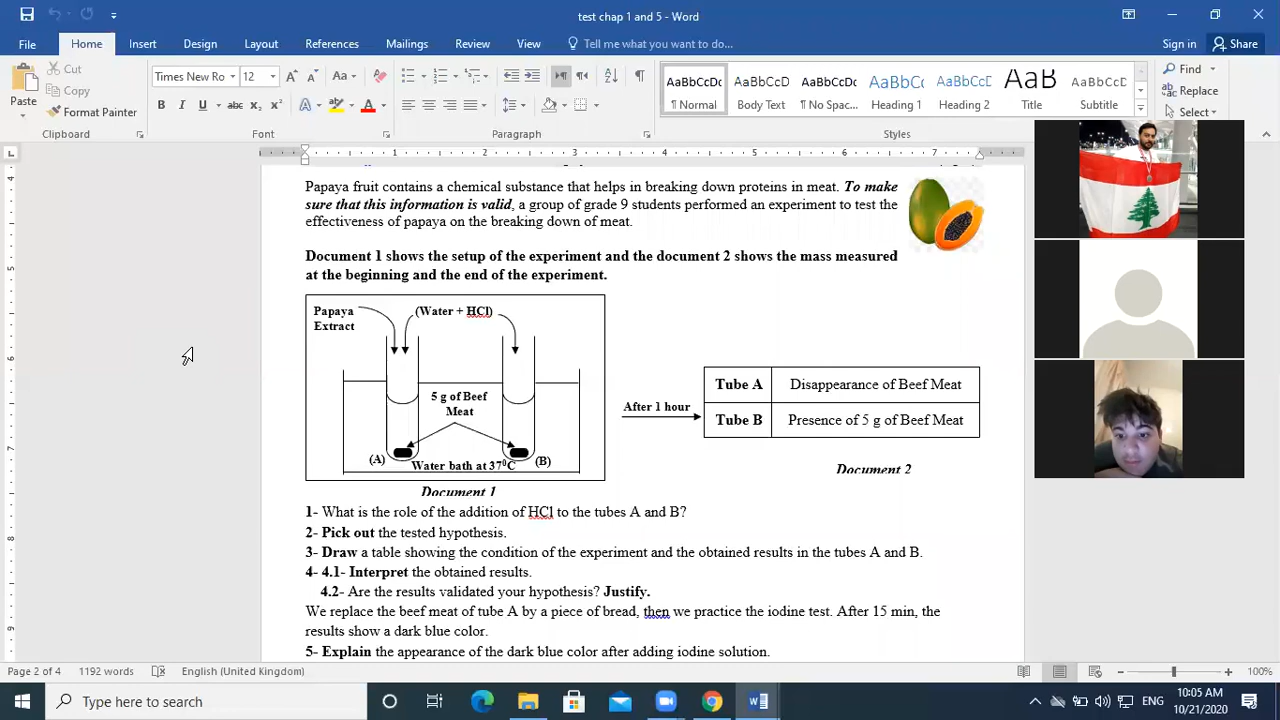 test chap 1 and 5 - Word
File Home Insert Design Layout References Mailings Review View Tell me what you want to do... Sign in Share
Paste Cut Copy Format Painter
Times New Ro 12
AaBbCcDc AaBbCcD AaBbCcDc AaBbCcD AaBbCcD AaB AaBbCcD
¶ Normal Body Text ¶ No Spac... Heading 1 Heading 2 Title Subtitle
Find Replace Select
Clipboard Font Paragraph Styles
Papaya fruit contains a chemical substance that helps in breaking down proteins in meat. To make
sure that this information is valid, a group of grade 9 students performed an experiment to test the
effectiveness of papaya on the breaking down of meat.
Document 1 shows the setup of the experiment and the document 2 shows the mass measured
at the beginning and the end of the experiment.
Papaya
Extract
(Water + HCl)
5 g of Beef
Meat
(A)
Water bath at 37⁰C
(B)
Document 1
After 1 hour
Tube A Disappearance of Beef Meat
Tube B Presence of 5 g of Beef Meat
Document 2
1- What is the role of the addition of HCl to the tubes A and B?
2- Pick out the tested hypothesis.
3- Draw a table showing the condition of the experiment and the obtained results in the tubes A and B.
4- 4.1- Interpret the obtained results.
4.2- Are the results validated your hypothesis? Justify.
We replace the beef meat of tube A by a piece of bread, then we practice the iodine test. After 15 min, the
results show a dark blue color.
5- Explain the appearance of the dark blue color after adding iodine solution.
Page 2 of 4 1192 words English (United Kingdom) 100%
Type here to search
ENG
10:05 AM
10/21/2020